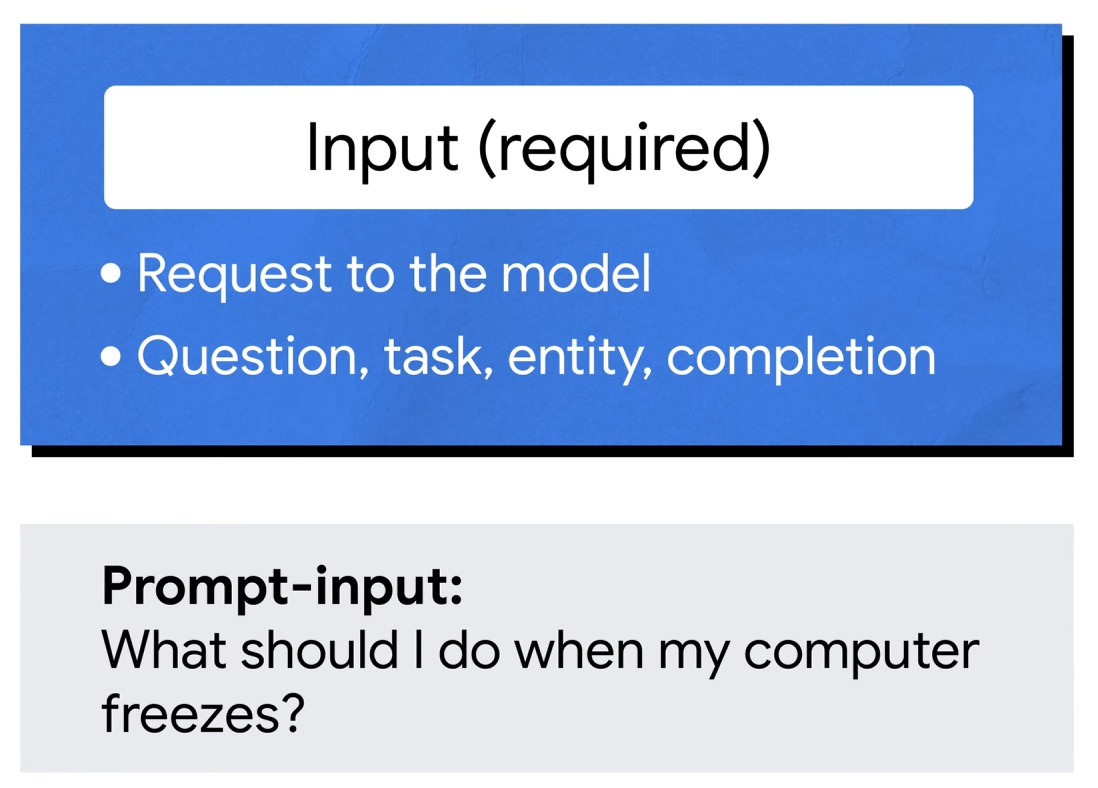 Input (required)
• Request to the model
• Question, task, entity, completion
Prompt-input:
What should I do when my computer
freezes?